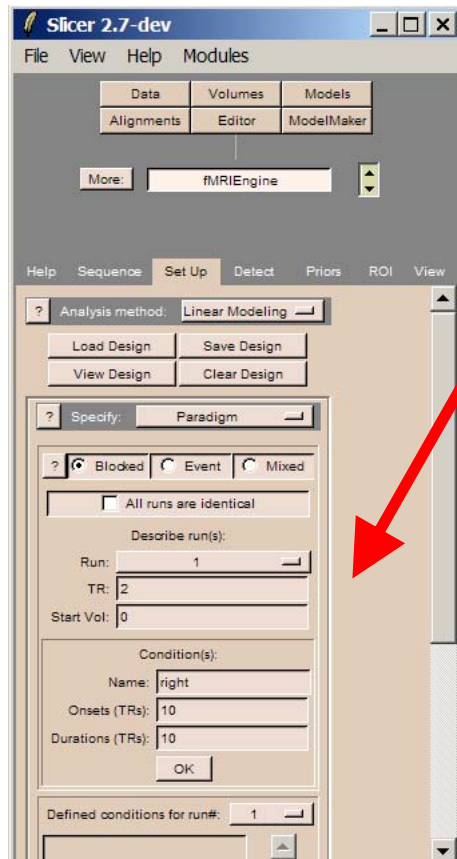 Slicer 2.7-dev
File View Help Modules
Data Volumes Models
Alignments Editor ModelMaker
More: fMRIEngine
Help Sequence Set Up Detect Priors ROI View
? Analysis method: Linear Modeling
Load Design Save Design
View Design Clear Design
? Specify: Paradigm
? Blocked Event Mixed
All runs are identical
Describe run(s):
Run: 1
TR: 2
Start Vol: 0
Condition(s):
Name: right
Onsets (TRs): 10
Durations (TRs): 10
OK
Defined conditions for run#: 1